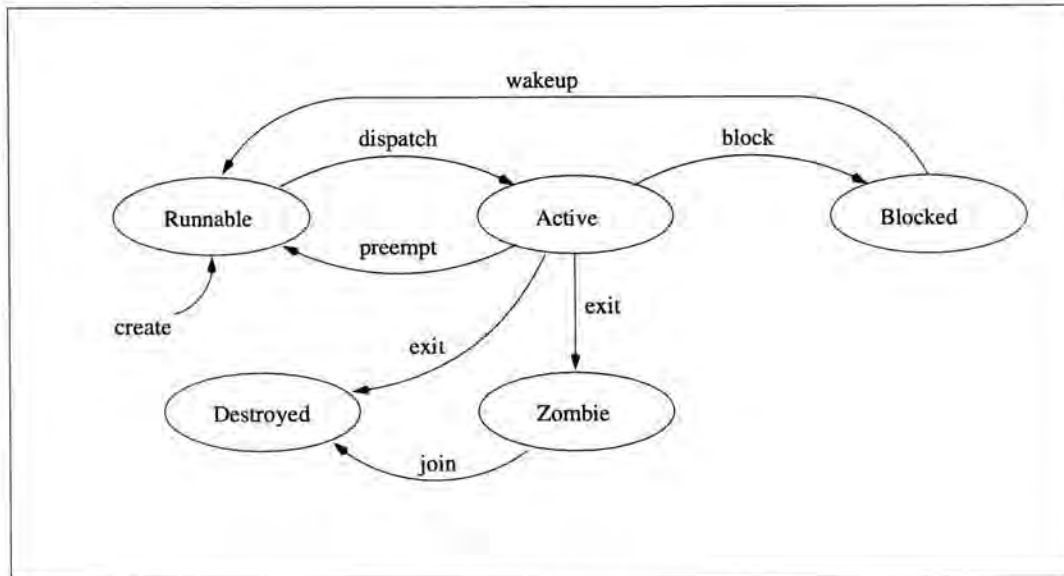 wakeup
dispatch
block
Runnable
Active
Blocked
preempt
create
exit
exit
Destroyed
Zombie
join